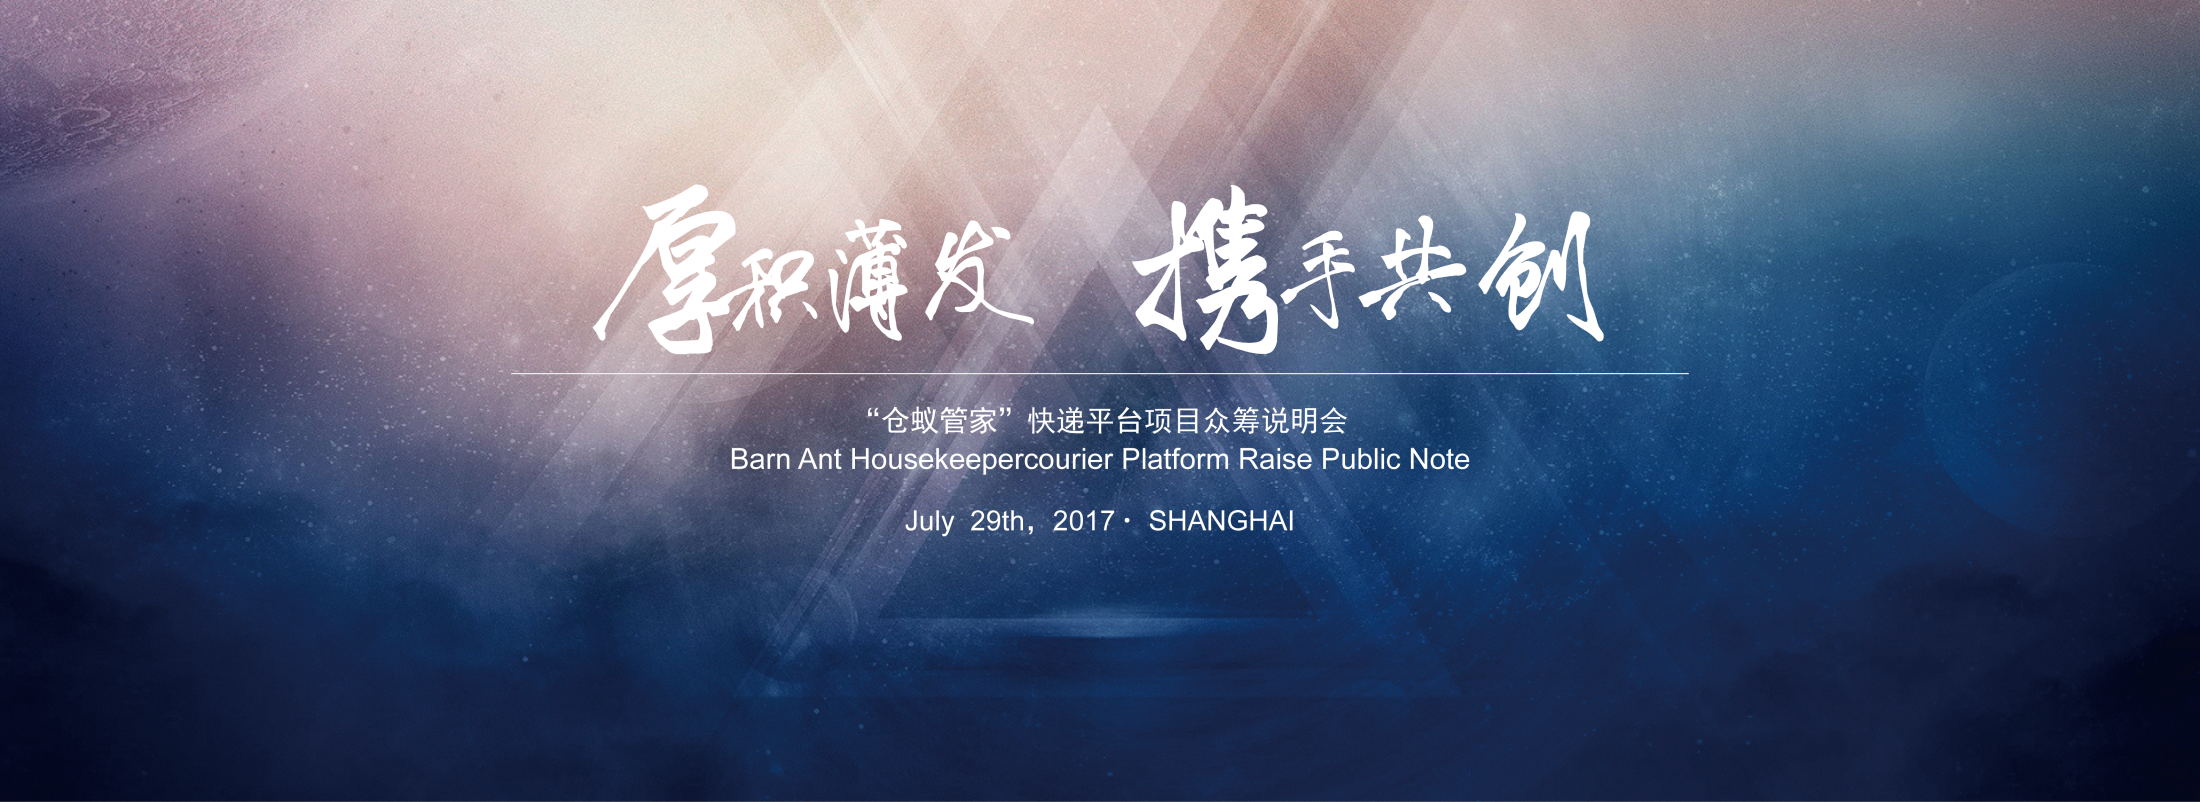 厚积薄发 携手共创
“仓蚁管家”快递平台项目众筹说明会
Barn Ant Housekeepercourier Platform Raise Public Note
July 29th，2017· SHANGHAI